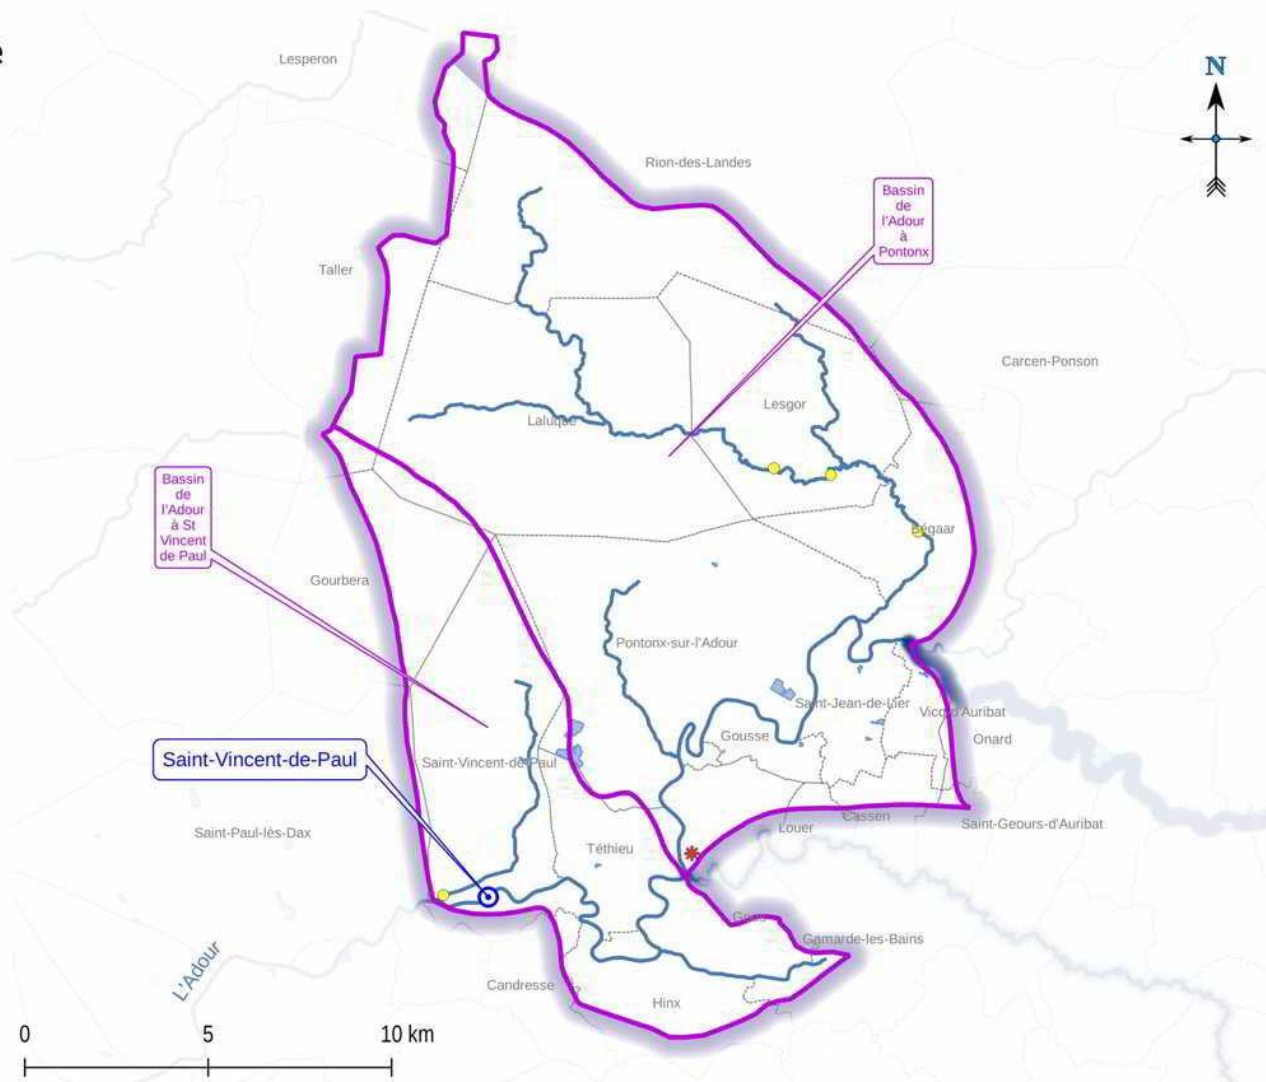 e
Lesperon
N
Rion-des-Landes
Bassin
de
l'Adour
à
Pontonx
Taller
Carcen-Ponson
Lesgor
Laluque
Bassin
de
l'Adour
à St
Vincent
de Paul
Bégaar
Gourbera
Pontonx-sur-l'Adour
Saint-Jean-de-Lier
Vicq-d'Auribat
Gousse
Onard
Saint-Vincent-de-Paul
Saint-Vincent-de-Paul
Saint-Paul-lès-Dax
Cassen
Louer
Saint-Geours-d'Auribat
Téthieu
Goos
Gamarde-les-Bains
L'Adour
Candresse
Hinx
0 5 10 km